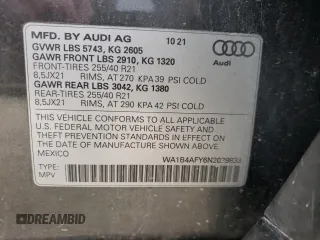 MFD. BY AUDI AG 10 21
GVWR LBS 5743, KG 2605
GAWR FRONT LBS 2910, KG 1320
FRONT-TIRES 255/40 R21
8,5JX21 RIMS, AT 270 KPA 39 PSI COLD
GAWR REAR LBS 3042, KG 1380
REAR-TIRES 255/40 R21
8,5JX21 RIMS, AT 290 KPA 42 PSI COLD
THIS VEHICLE CONFORMS TO ALL APPLICABLE
U.S. FEDERAL MOTOR VEHICLE SAFETY AND
THEFT PREVENTION STANDARDS IN EFFECT ON
THE DATE OF MANUFACTURE SHOWN ABOVE.
MEXICO
TYPE:
MPV